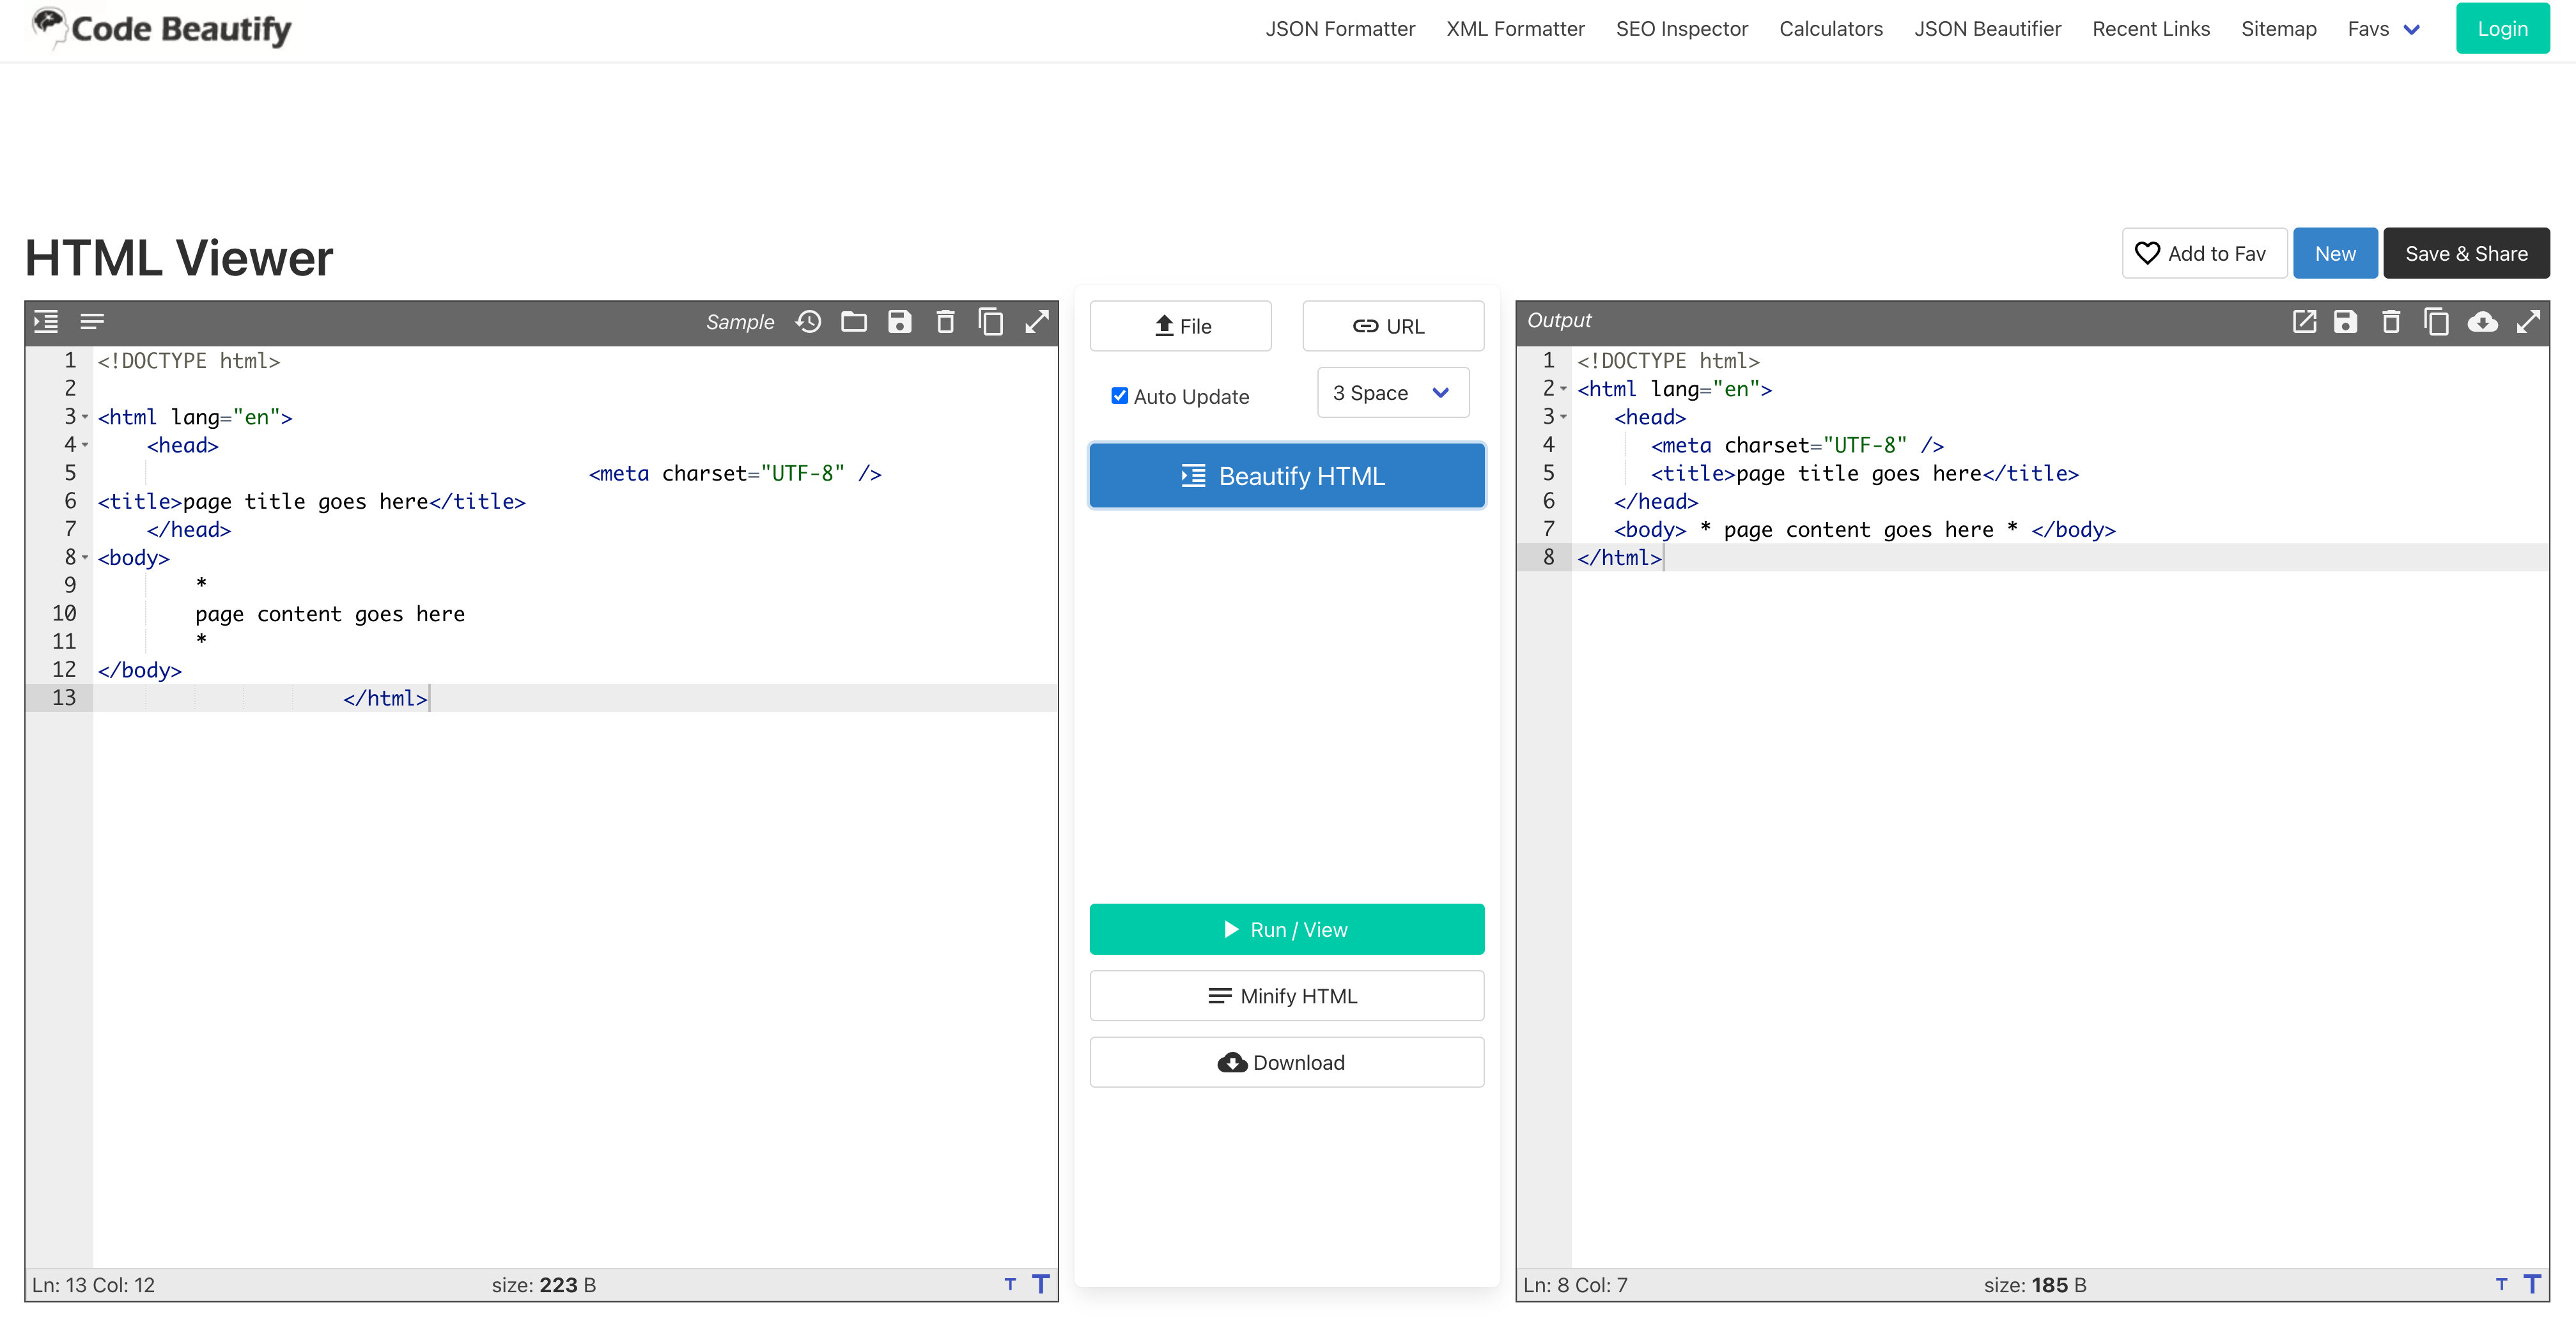 Code Beautify
JSON Formatter XML Formatter SEO Inspector Calculators JSON Beautifier Recent Links Sitemap Favs Login
HTML Viewer
Add to Fav New Save & Share
Sample
1 <!DOCTYPE html>
2
3 <html lang="en">
4     <head>
5                                         <meta charset="UTF-8" />
6 <title>page title goes here</title>
7     </head>
8 <body>
9         *
10         page content goes here
11         *
12 </body>
13                     </html>
Ln: 13 Col: 12 size: 223 B T T
File URL
Auto Update 3 Space
Beautify HTML
Run / View
Minify HTML
Download
Output
1 <!DOCTYPE html>
2 <html lang="en">
3    <head>
4       <meta charset="UTF-8" />
5       <title>page title goes here</title>
6    </head>
7    <body> * page content goes here * </body>
8 </html>
Ln: 8 Col: 7 size: 185 B T T